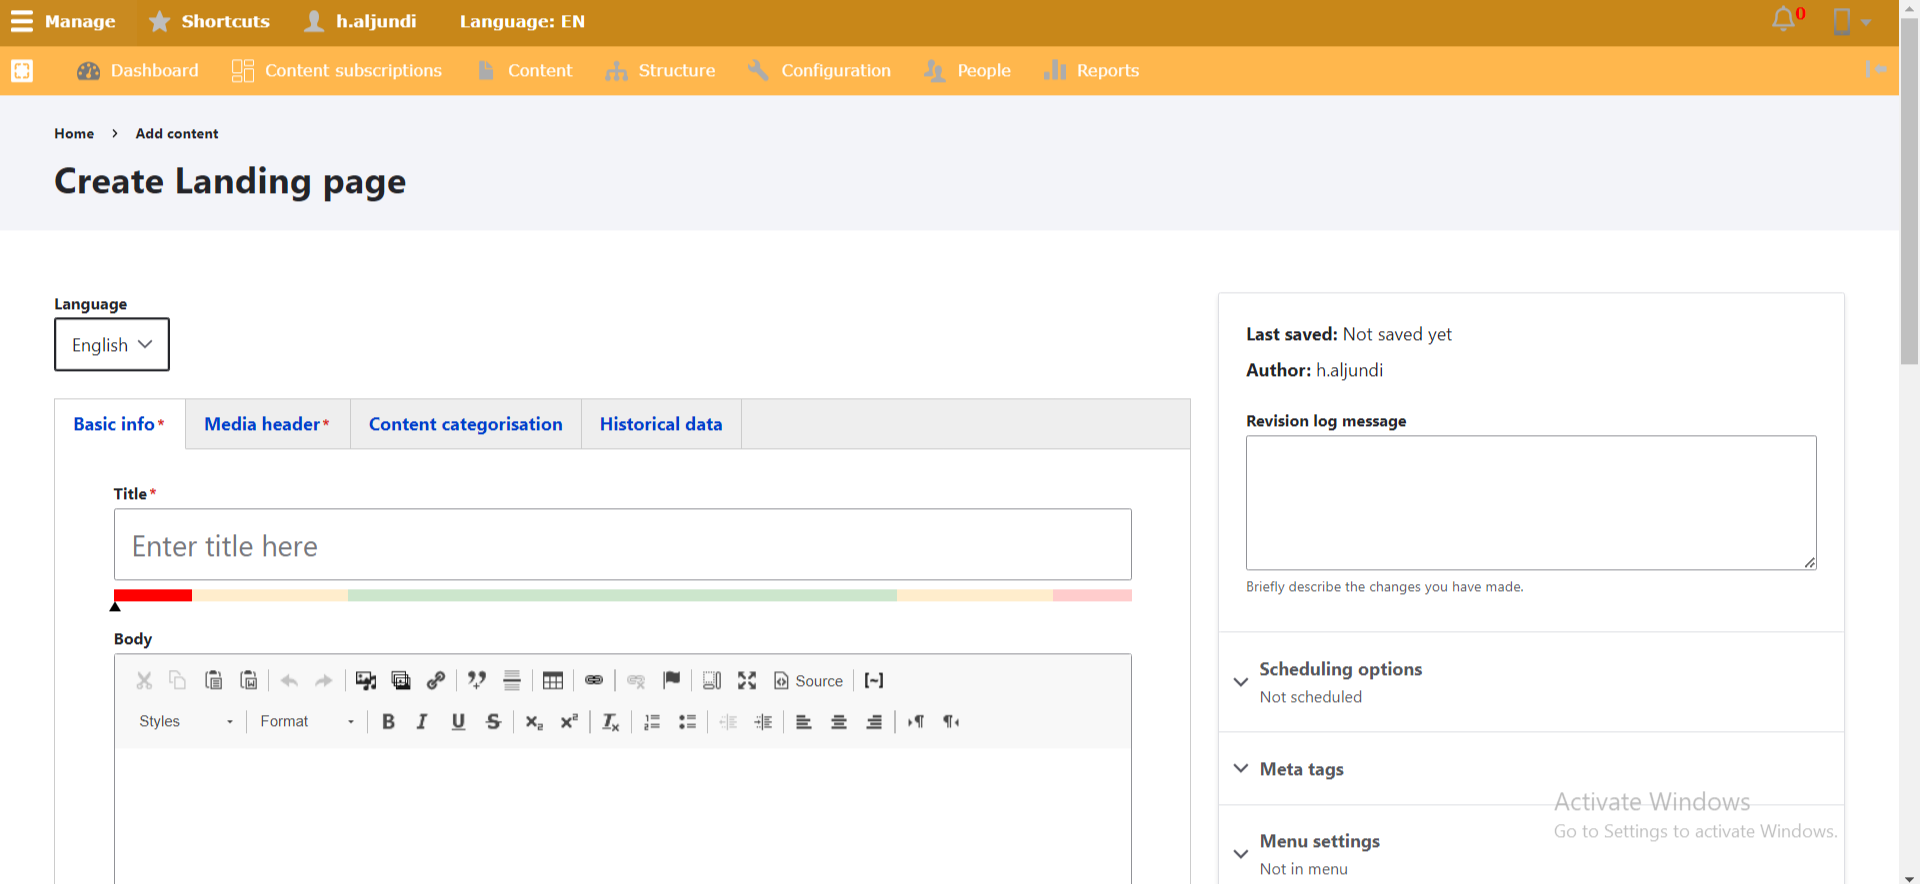 Manage Shortcuts h.aljundi Language: EN 0
Dashboard Content subscriptions Content Structure Configuration People Reports
Home › Add content
Create Landing page
Language
English
Basic info* Media header* Content categorisation Historical data
Title*
Enter title here
Body
Source
Styles Format B I U S x₂ x² Tx
Last saved: Not saved yet
Author: h.aljundi
Revision log message
Briefly describe the changes you have made.
Scheduling options
Not scheduled
Meta tags
Menu settings
Not in menu
Activate Windows
Go to Settings to activate Windows.